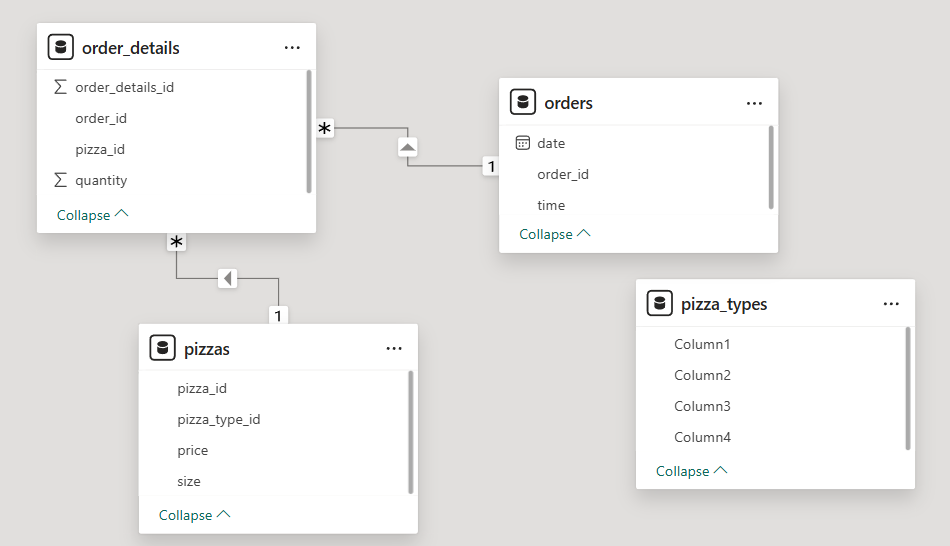 order_details
order_details_id
order_id
pizza_id
quantity
Collapse
*
1
orders
date
order_id
time
Collapse
*
1
pizzas
pizza_id
pizza_type_id
price
size
Collapse
pizza_types
Column1
Column2
Column3
Column4
Collapse